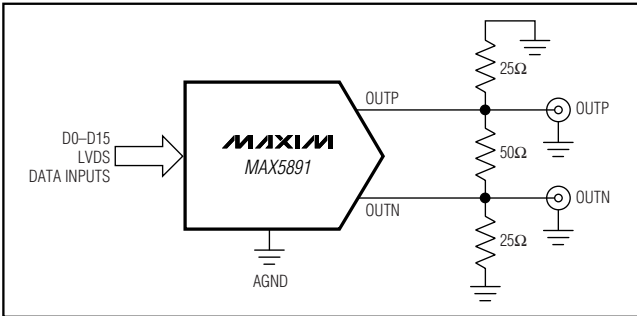 25Ω
OUTP
OUTP
D0–D15
LVDS
DATA INPUTS
MAXIM
MAX5891
50Ω
OUTN
OUTN
25Ω
AGND